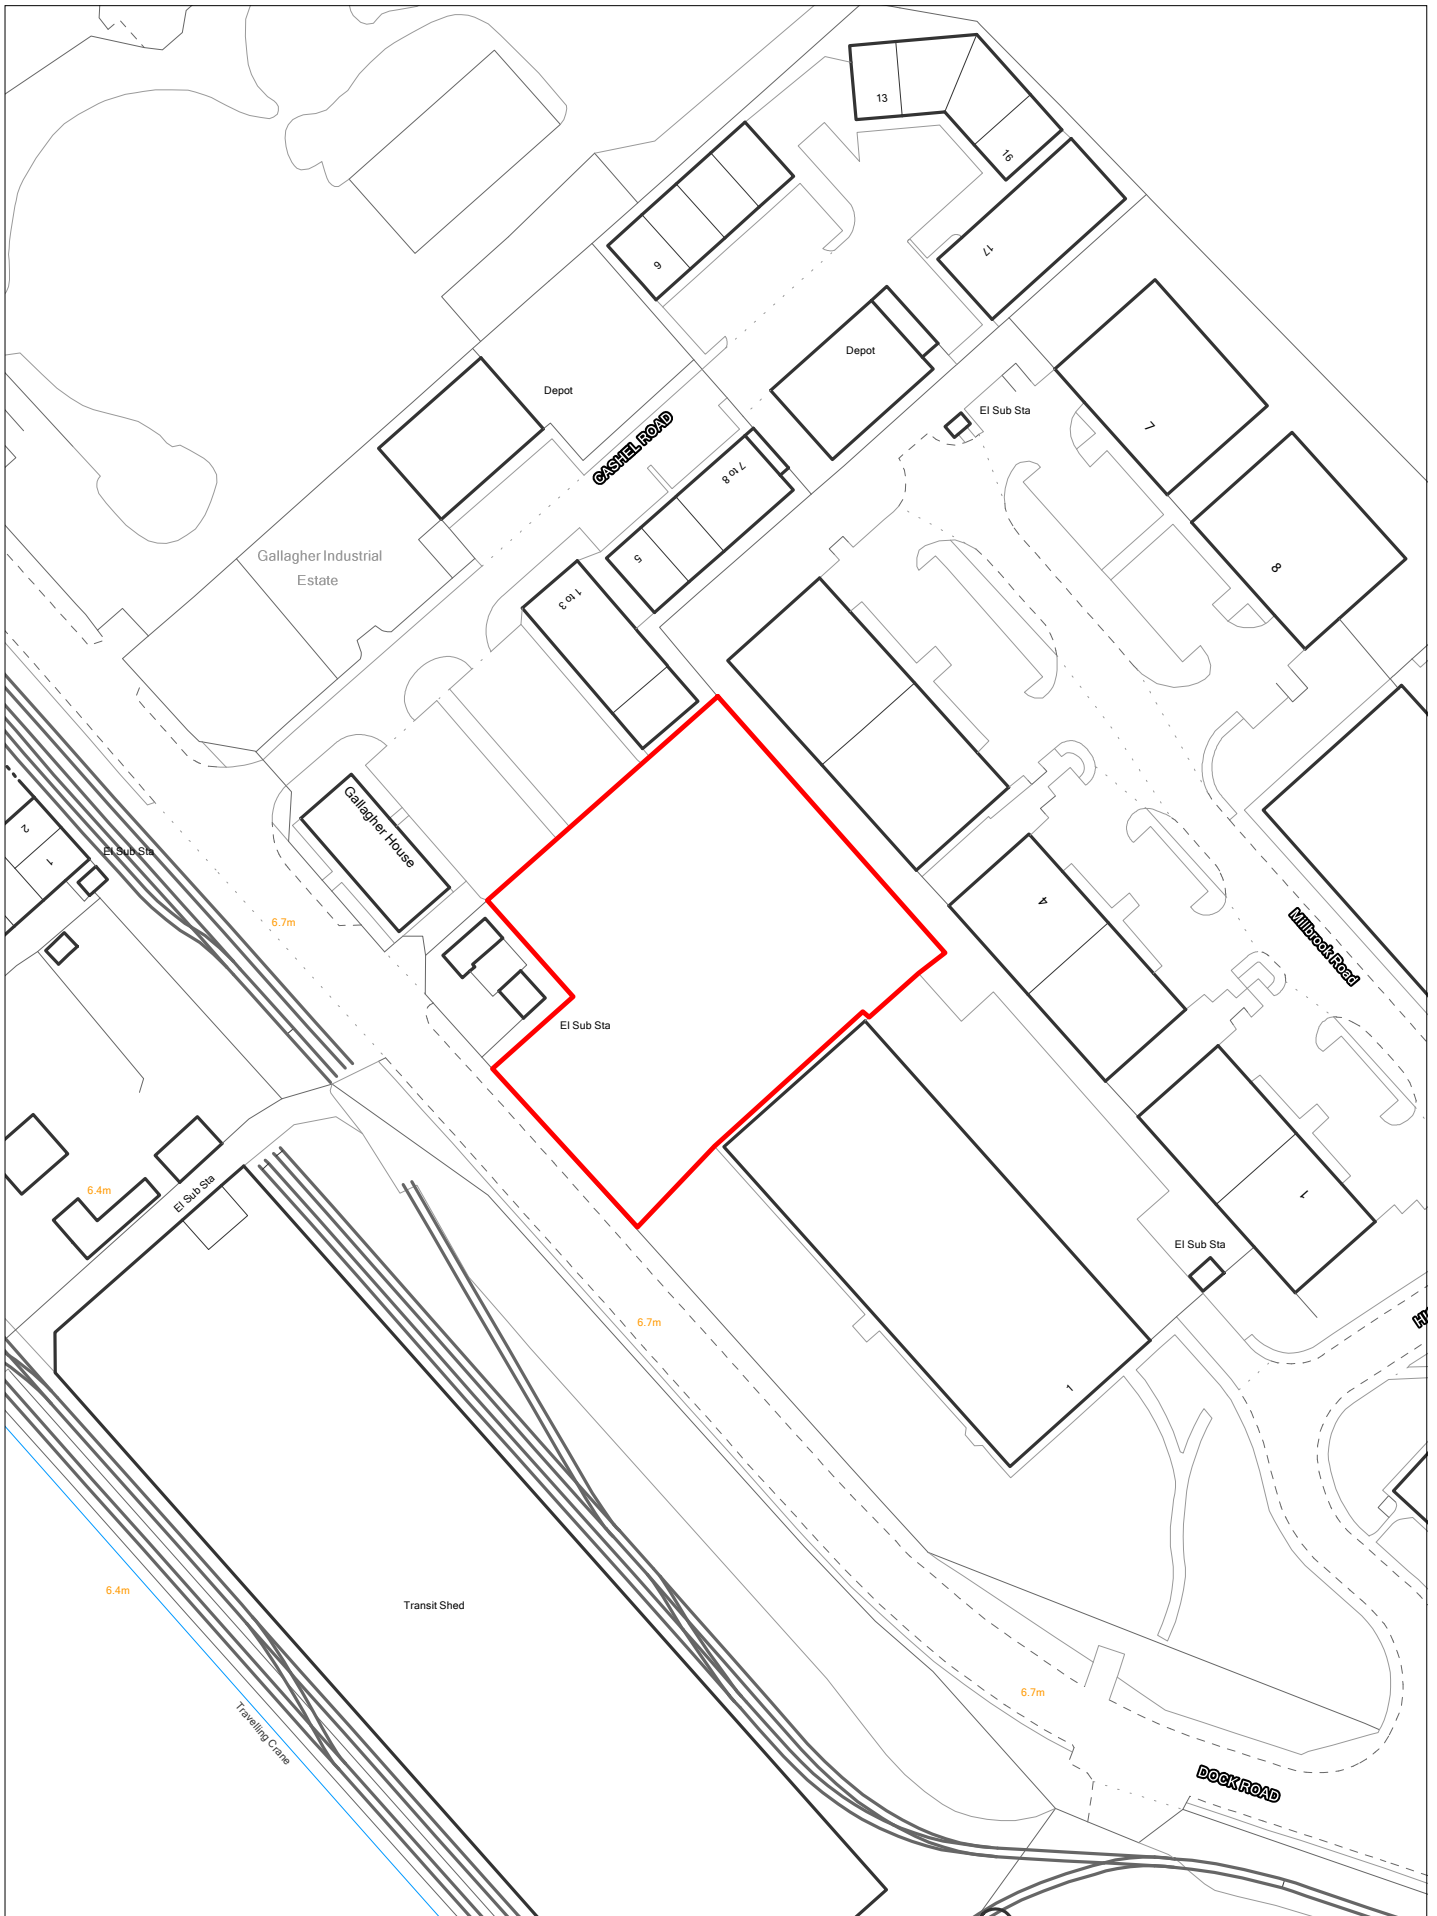 13
16
17
6
Depot
Depot
El Sub Sta
CASHEL ROAD
7
7 to 8
5
8
Gallagher Industrial
Estate
1 to 3
Gallagher House
2
1
El Sub Sta
6.7m
4
Millbrook Road
El Sub Sta
6.4m
El Sub Sta
1
El Sub Sta
6.7m
1
6.4m
Transit Shed
6.7m
Travelling Crane
DOCK ROAD